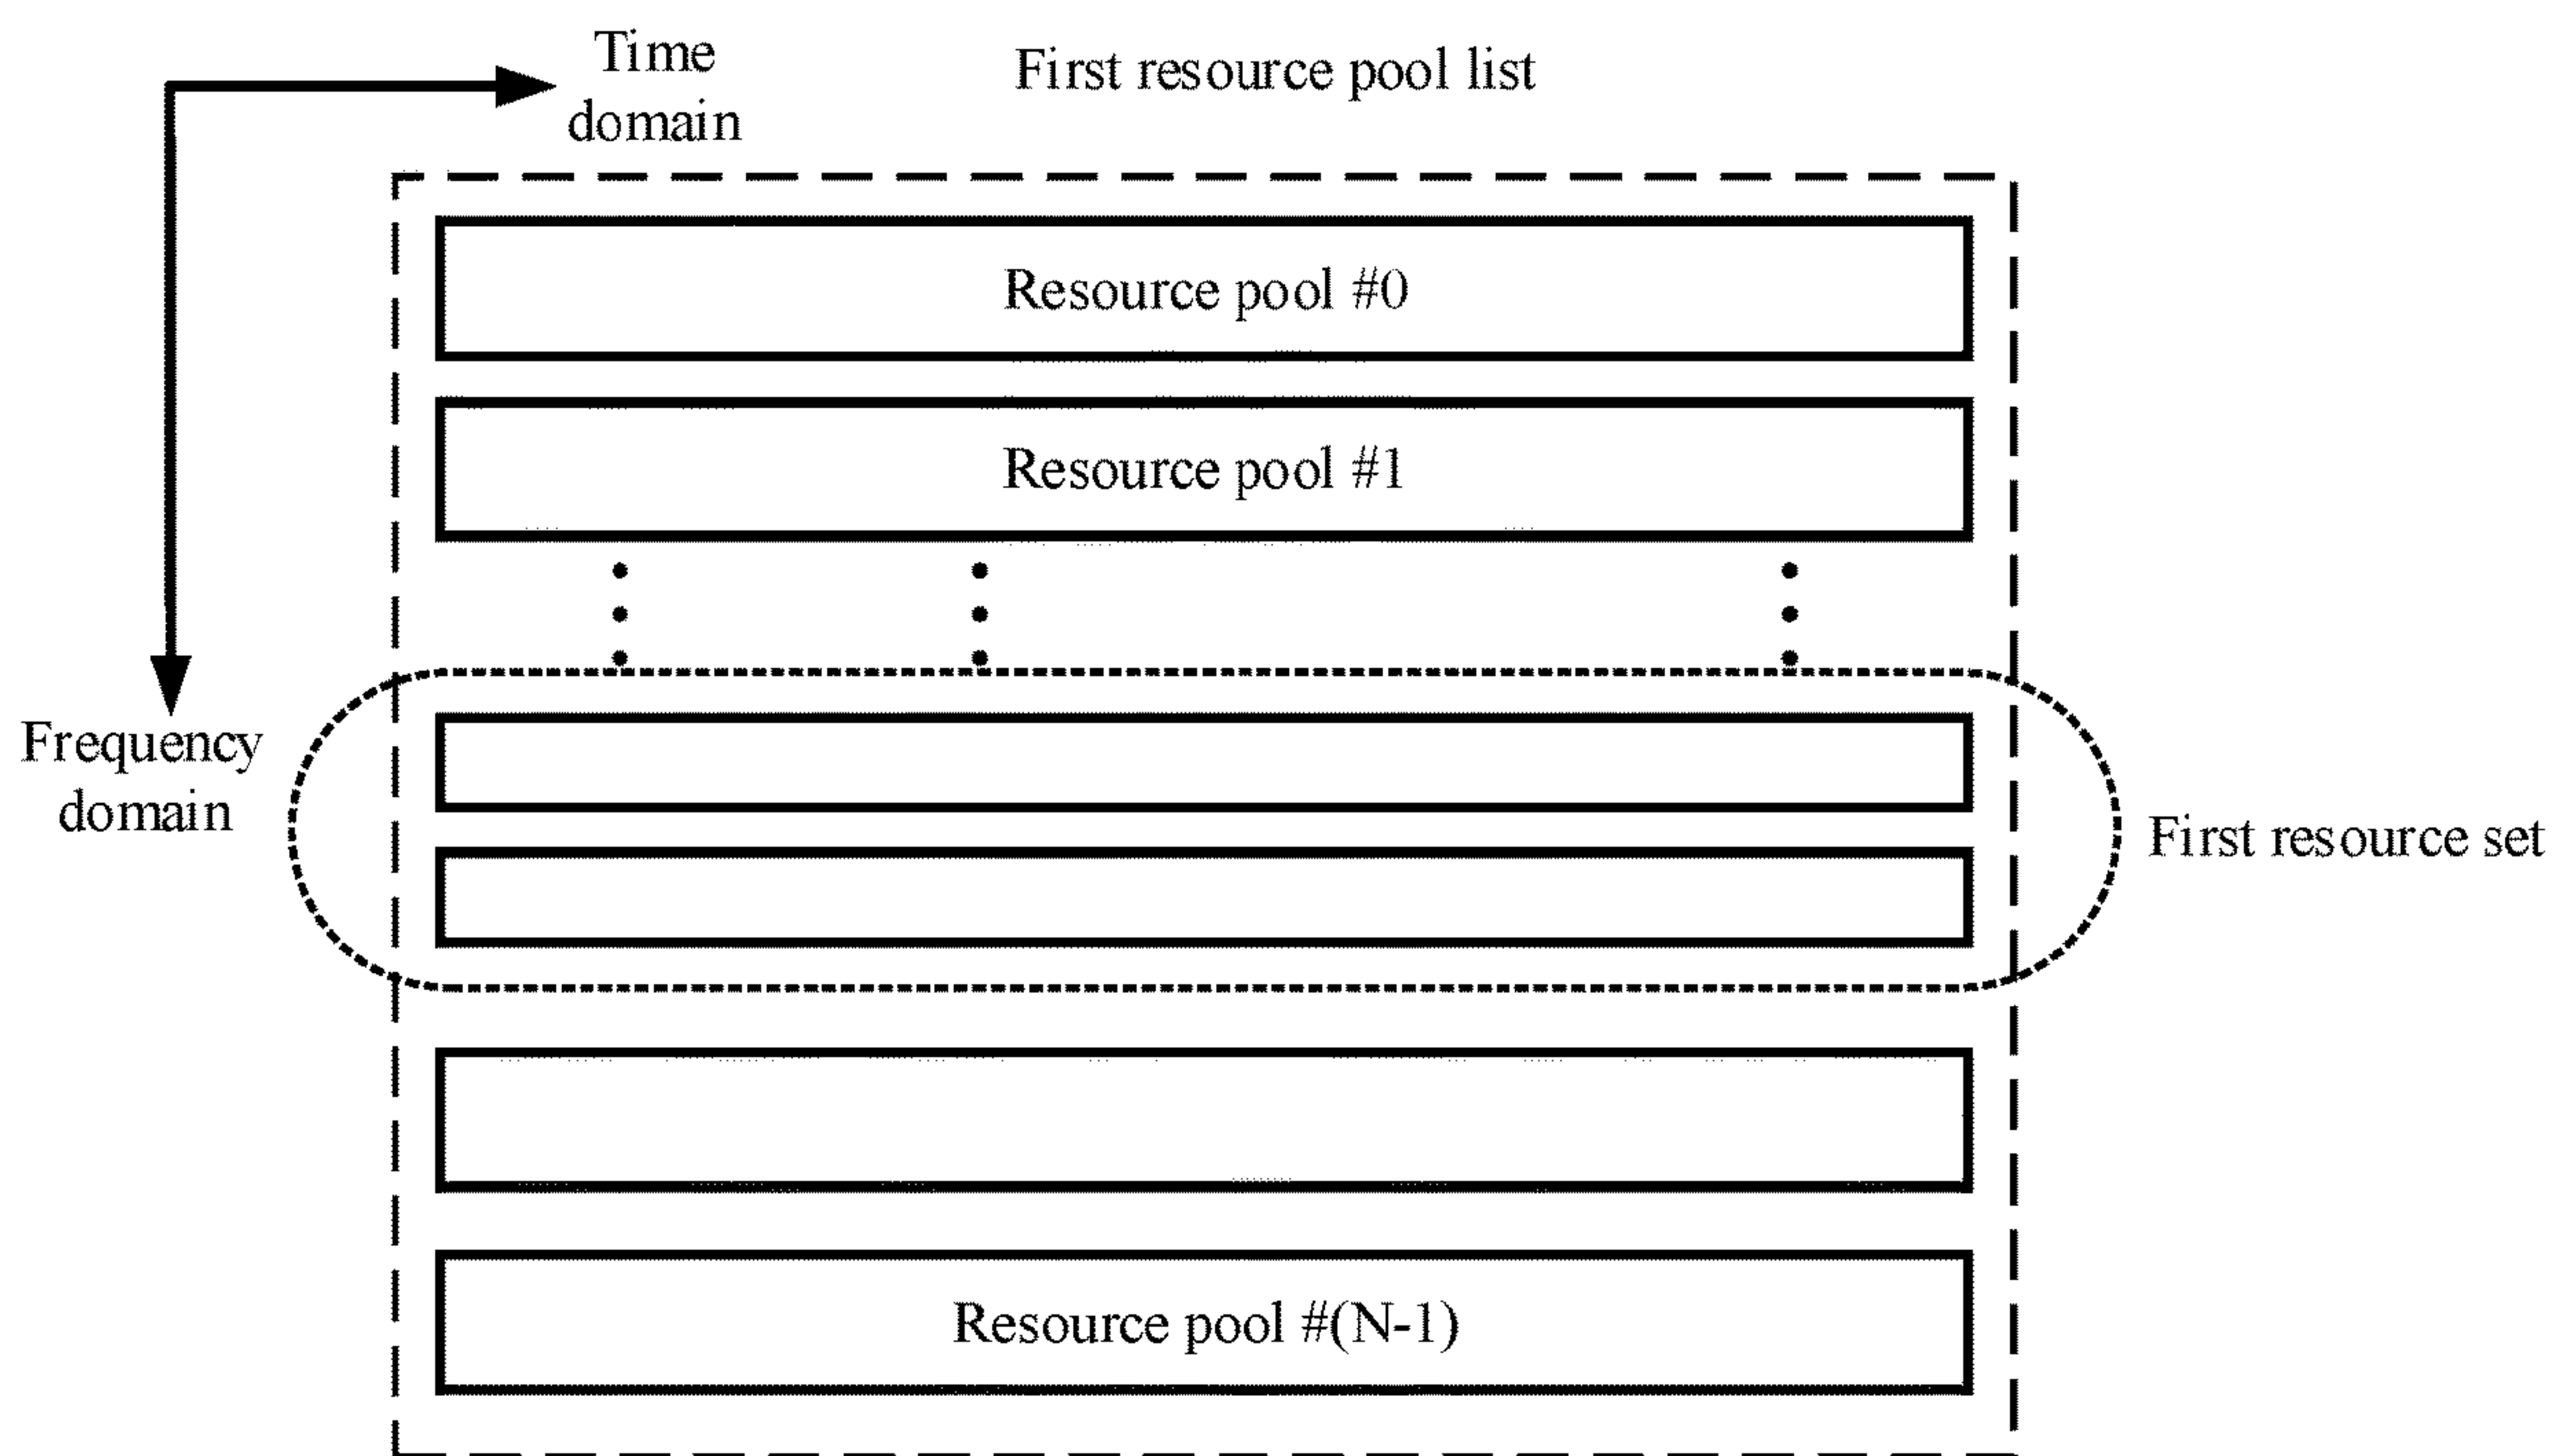 Time
domain
First resource pool list
Resource pool #0
Resource pool #1
Frequency
domain
First resource set
Resource pool #(N-1)